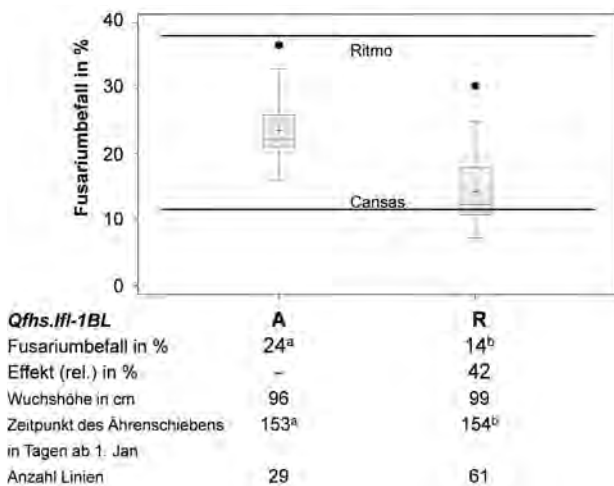 Fusariumbefall in %
40
30
20
10
0
Ritmo
Cansas
Qfhs.lfl-1BL A R
Fusariumbefall in % 24ᵃ 14ᵇ
Effekt (rel.) in % – 42
Wuchshöhe in cm 96 99
Zeitpunkt des Ährenschiebens 153ᵃ 154ᵇ
in Tagen ab 1. Jan
Anzahl Linien 29 61